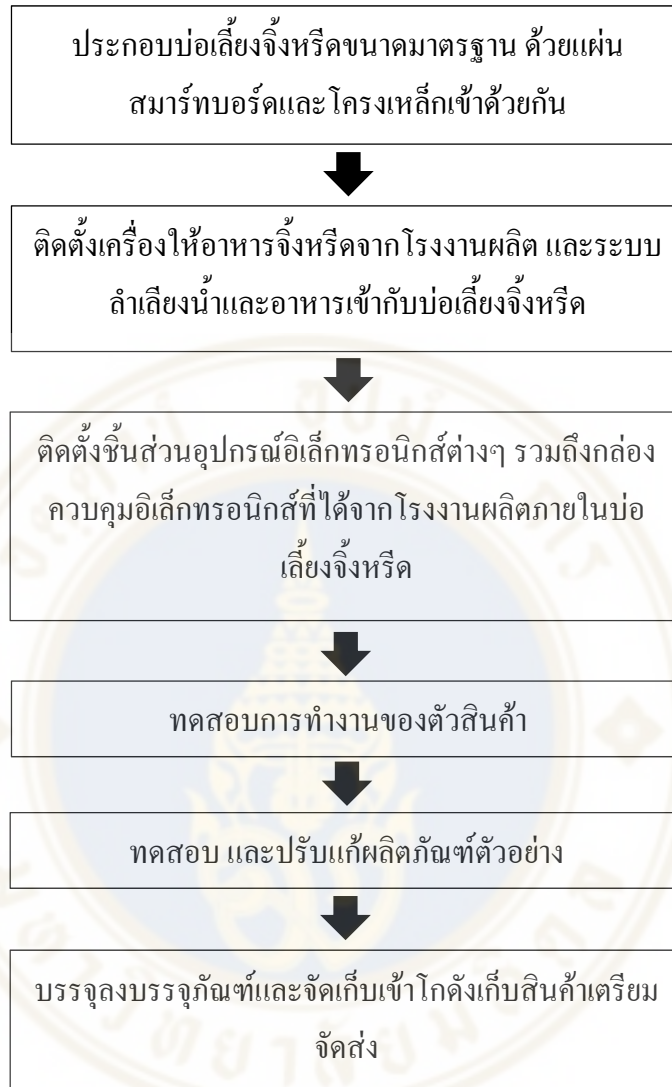 ประกอบบ่อเลี้ยงจิ้งหรีดขนาดมาตรฐาน ด้วยแผ่น
สมาร์ทบอร์ดและโครงเหล็กเข้าด้วยกัน
ติดตั้งเครื่องให้อาหารจิ้งหรีดจากโรงงานผลิต และระบบ
ลำเลียงน้ำและอาหารเข้ากับบ่อเลี้ยงจิ้งหรีด
ติดตั้งชิ้นส่วนอุปกรณ์อิเล็กทรอนิกส์ต่างๆ รวมถึงกล่อง
ควบคุมอิเล็กทรอนิกส์ที่ได้จากโรงงานผลิตภายในบ่อ
เลี้ยงจิ้งหรีด
ทดสอบการทำงานของตัวสินค้า
ทดสอบ และปรับแก้ผลิตภัณฑ์ตัวอย่าง
บรรจุลงบรรจุภัณฑ์และจัดเก็บเข้าโกดังเก็บสินค้าเตรียม
จัดส่ง